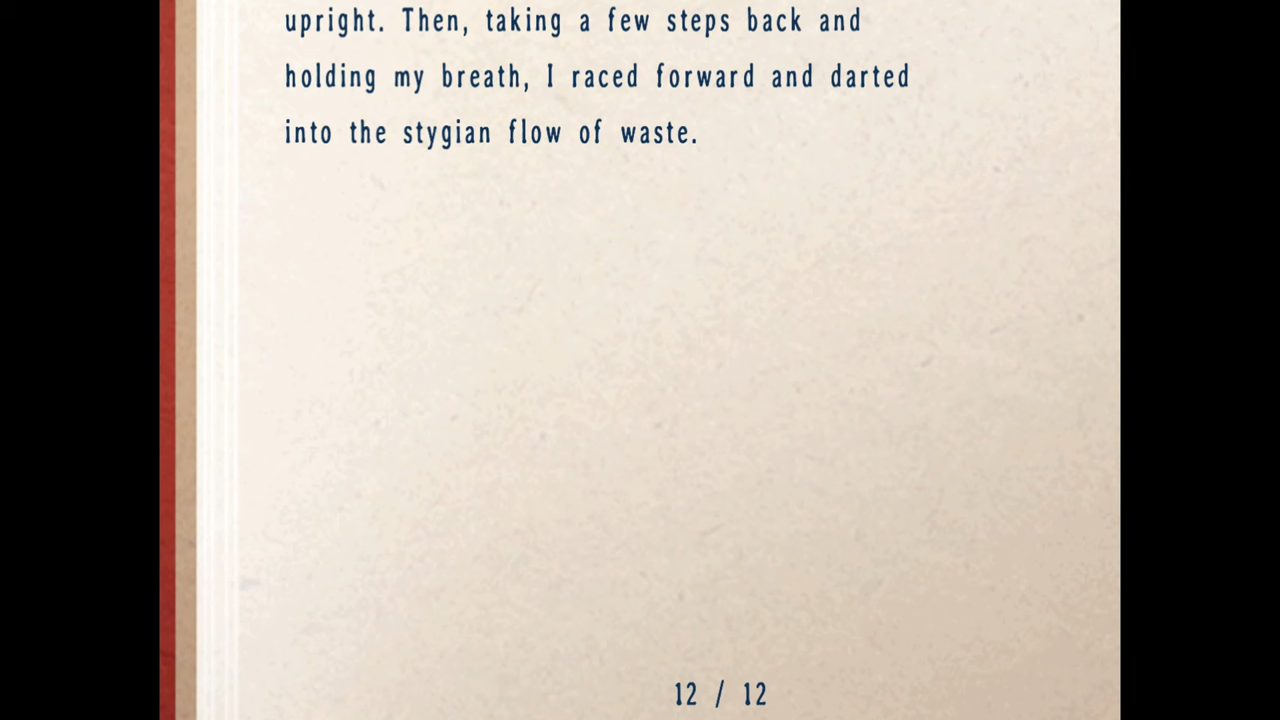 upright. Then, taking a few steps back and
holding my breath, I raced forward and darted
into the stygian flow of waste.
12 / 12